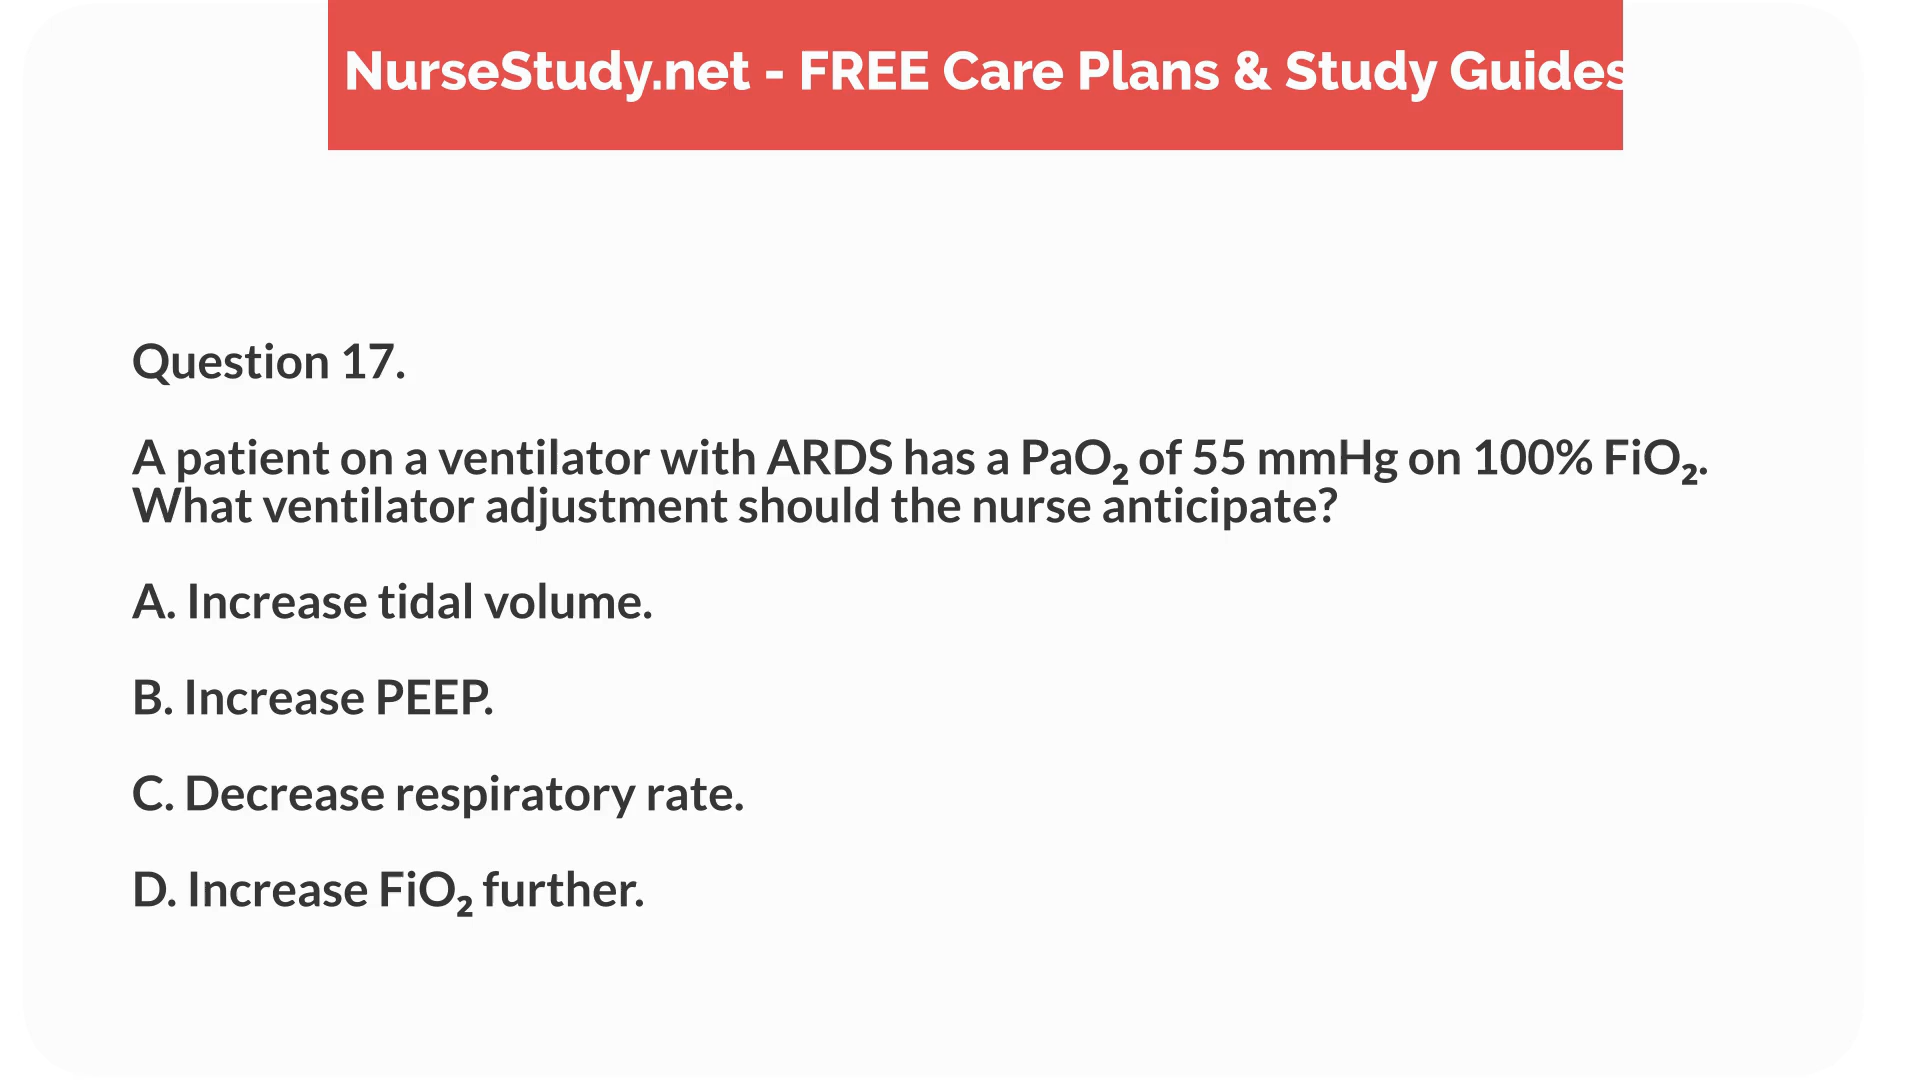 NurseStudy.net - FREE Care Plans & Study Guides
Question 17.
A patient on a ventilator with ARDS has a PaO₂ of 55 mmHg on 100% FiO₂.
What ventilator adjustment should the nurse anticipate?
A. Increase tidal volume.
B. Increase PEEP.
C. Decrease respiratory rate.
D. Increase FiO₂ further.